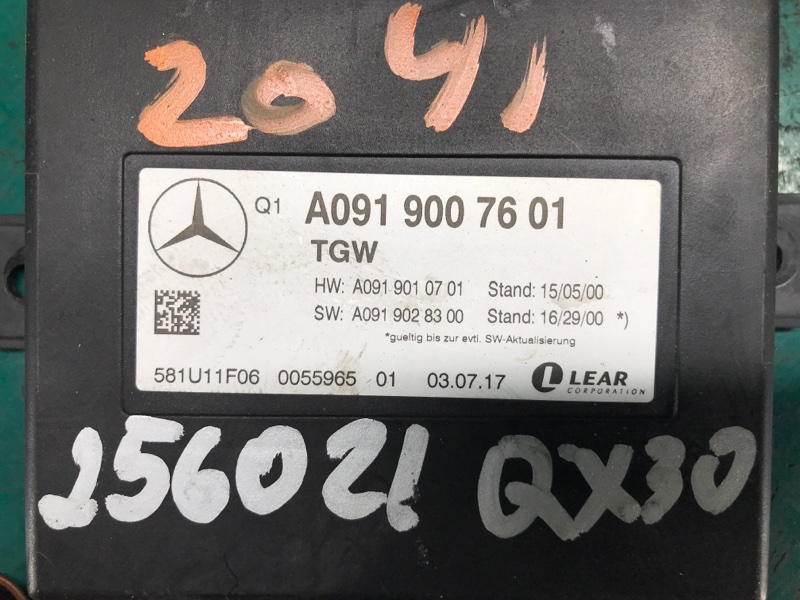 2041
Q1 A091 900 76 01
TGW
HW: A091 901 07 01 Stand: 15/05/00
SW: A091 902 83 00 Stand: 16/29/00 *)
*gueltig bis zur evtl. SW-Aktualisierung
581U11F06 0055965 01 03.07.17 LEAR
CORPORATION
256021 QX30